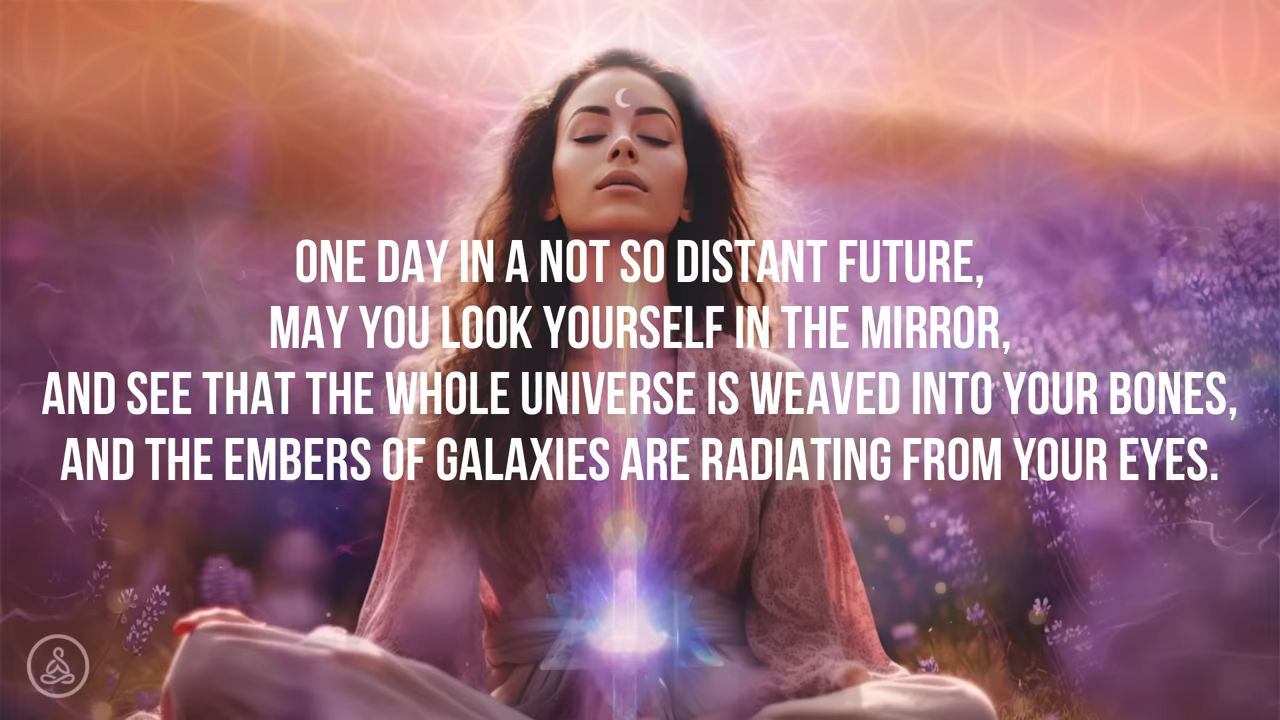 ONE DAY IN A NOT SO DISTANT FUTURE,
MAY YOU LOOK YOURSELF IN THE MIRROR,
AND SEE THAT THE WHOLE UNIVERSE IS WEAVED INTO YOUR BONES,
AND THE EMBERS OF GALAXIES ARE RADIATING FROM YOUR EYES.